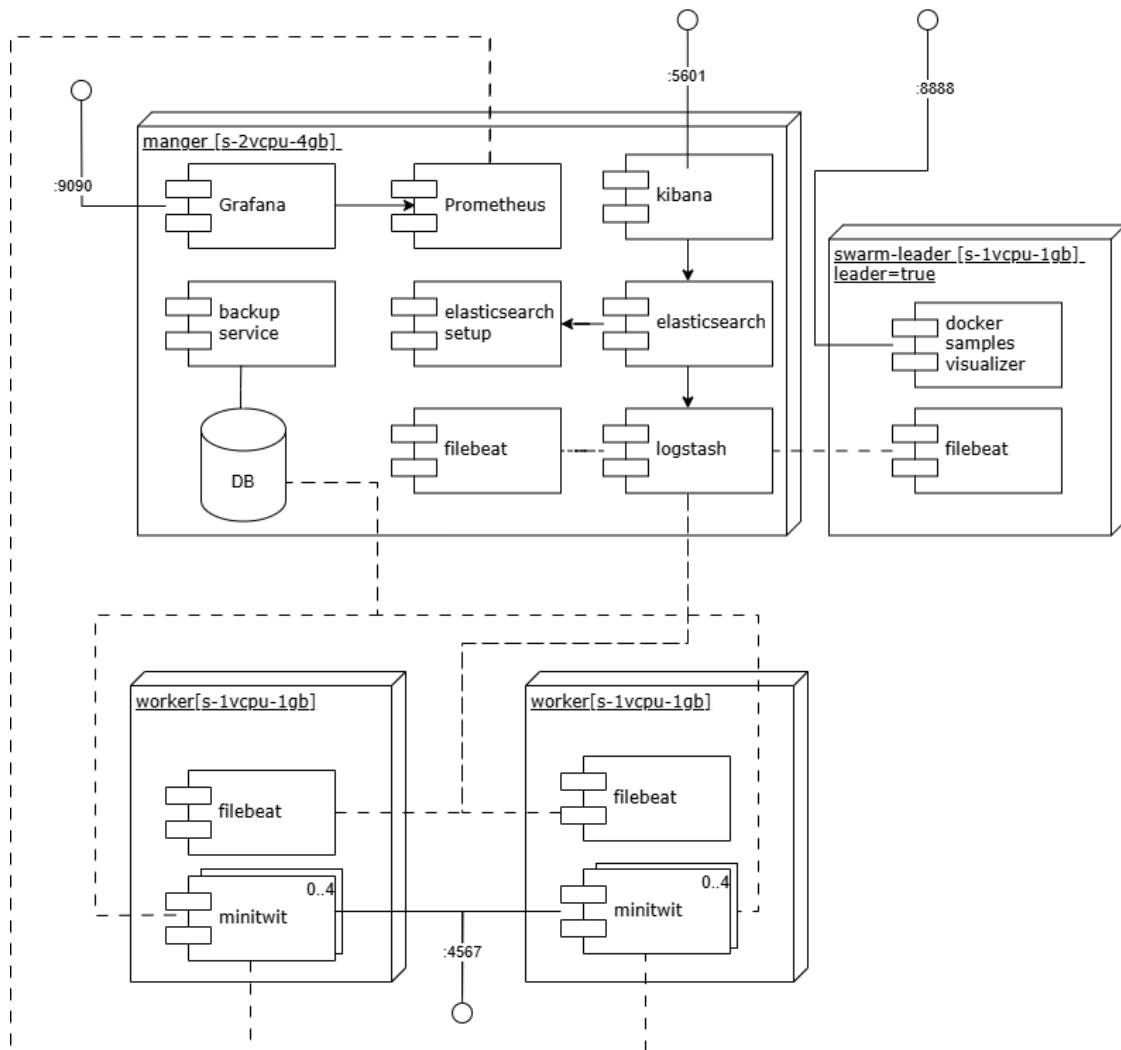 :5601
:8888
manger [s-2vcpu-4gb]
:9090
Grafana
Prometheus
kibana
backup
service
elasticsearch
setup
elasticsearch
DB
filebeat
logstash
swarm-leader [s-1vcpu-1gb]
leader=true
docker
samples
visualizer
filebeat
worker[s-1vcpu-1gb]
filebeat
0..4
minitwit
worker[s-1vcpu-1gb]
filebeat
0..4
minitwit
:4567